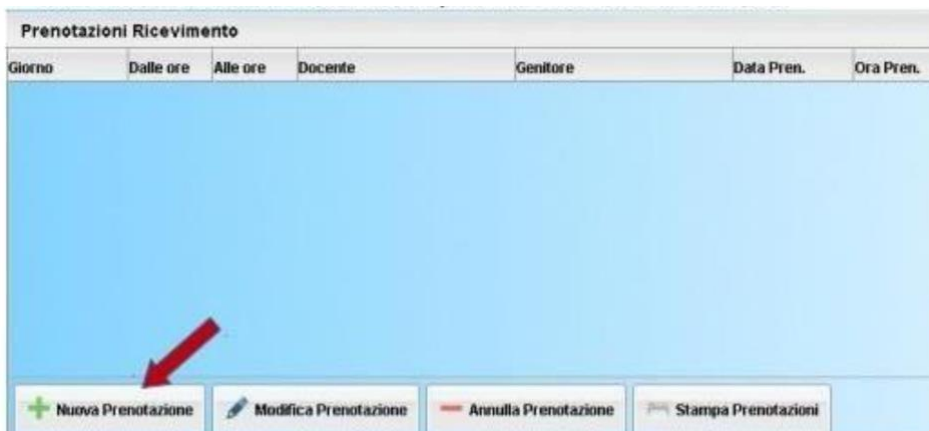 Prenotazioni Ricevimento
Giorno Dalle ore Alle ore Docente Genitore Data Pren. Ora Pren.
Nuova Prenotazione Modifica Prenotazione Annulla Prenotazione Stampa Prenotazioni